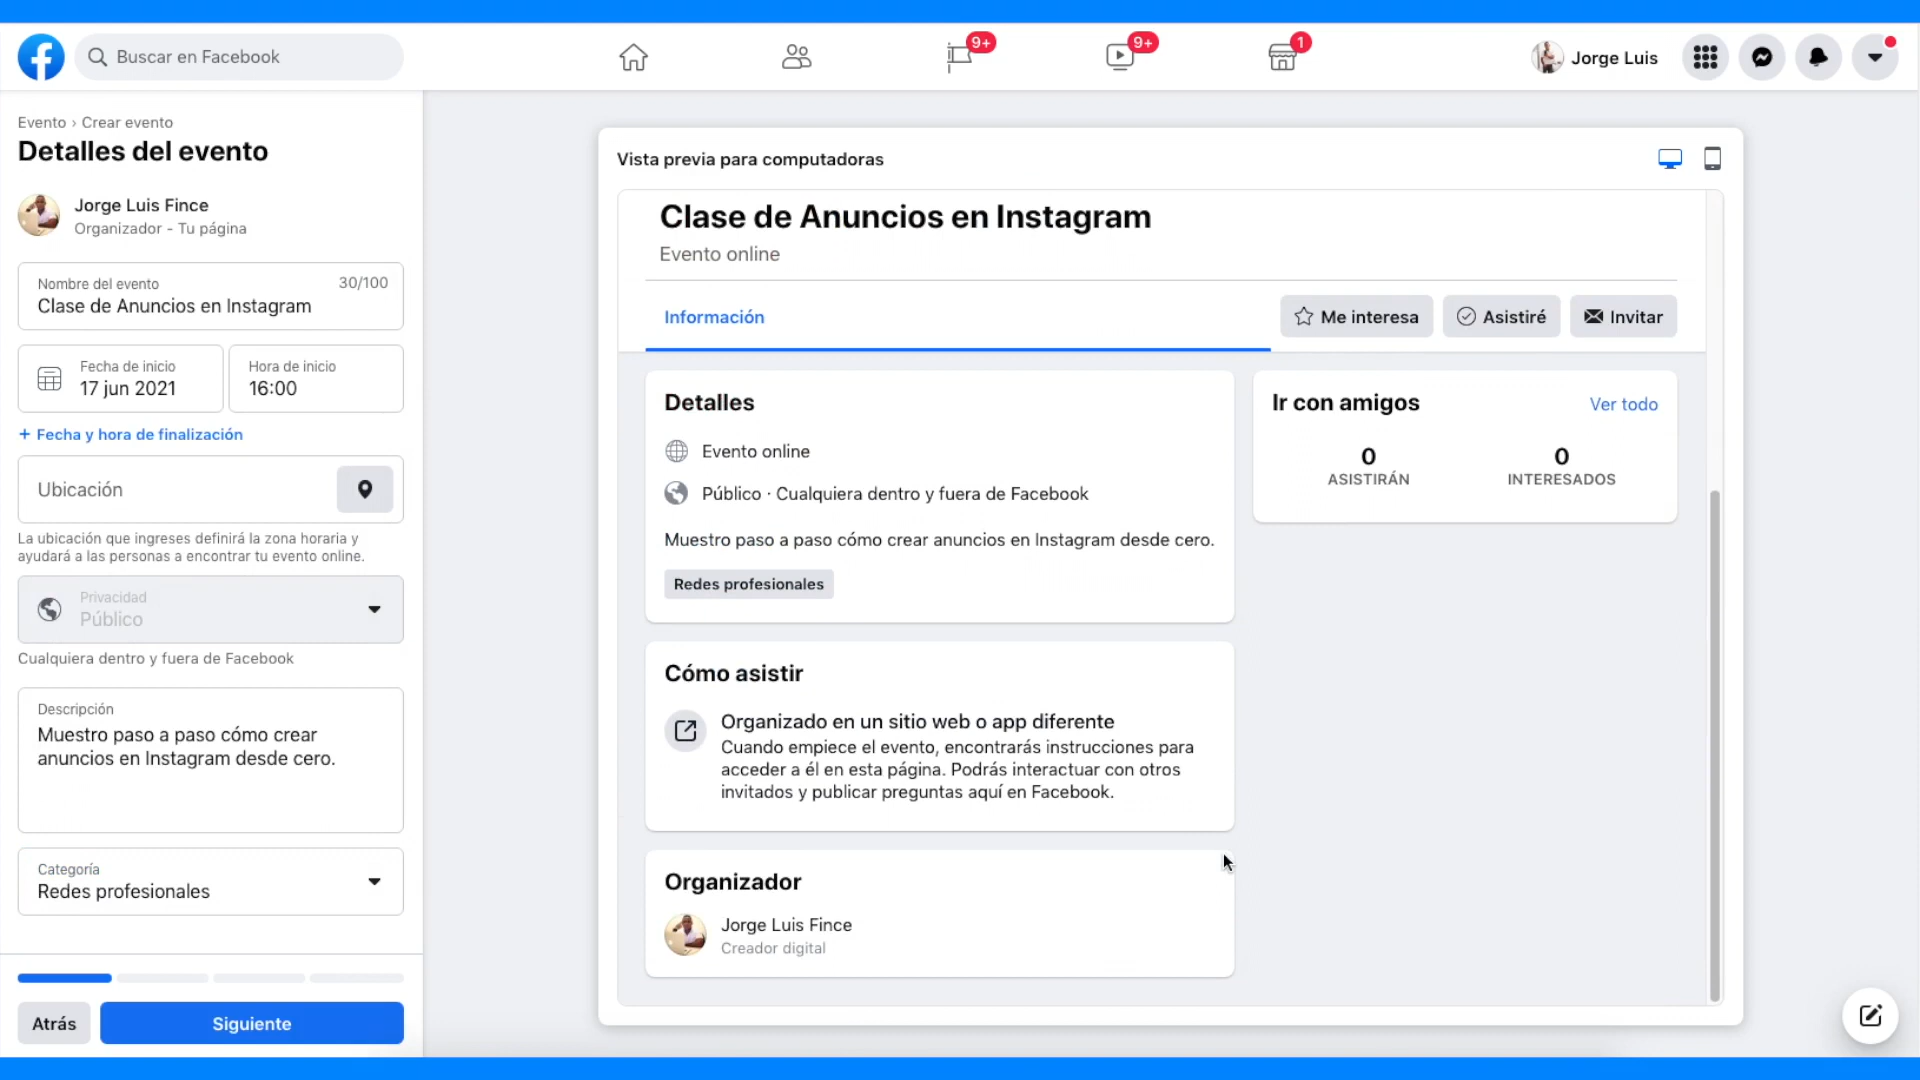 Buscar en Facebook
9+
9+
1
Jorge Luis
Evento › Crear evento
Detalles del evento
Jorge Luis Fince
Organizador - Tu página
Nombre del evento
30/100
Clase de Anuncios en Instagram
Fecha de inicio
17 jun 2021
Hora de inicio
16:00
+ Fecha y hora de finalización
Ubicación
La ubicación que ingreses definirá la zona horaria y
ayudará a las personas a encontrar tu evento online.
Privacidad
Público
Cualquiera dentro y fuera de Facebook
Descripción
Muestro paso a paso cómo crear
anuncios en Instagram desde cero.
Categoría
Redes profesionales
Atrás
Siguiente
Vista previa para computadoras
Clase de Anuncios en Instagram
Evento online
Información
Me interesa
Asistiré
Invitar
Detalles
Evento online
Público · Cualquiera dentro y fuera de Facebook
Muestro paso a paso cómo crear anuncios en Instagram desde cero.
Redes profesionales
Ir con amigos
Ver todo
0
ASISTIRÁN
0
INTERESADOS
Cómo asistir
Organizado en un sitio web o app diferente
Cuando empiece el evento, encontrarás instrucciones para
acceder a él en esta página. Podrás interactuar con otros
invitados y publicar preguntas aquí en Facebook.
Organizador
Jorge Luis Fince
Creador digital